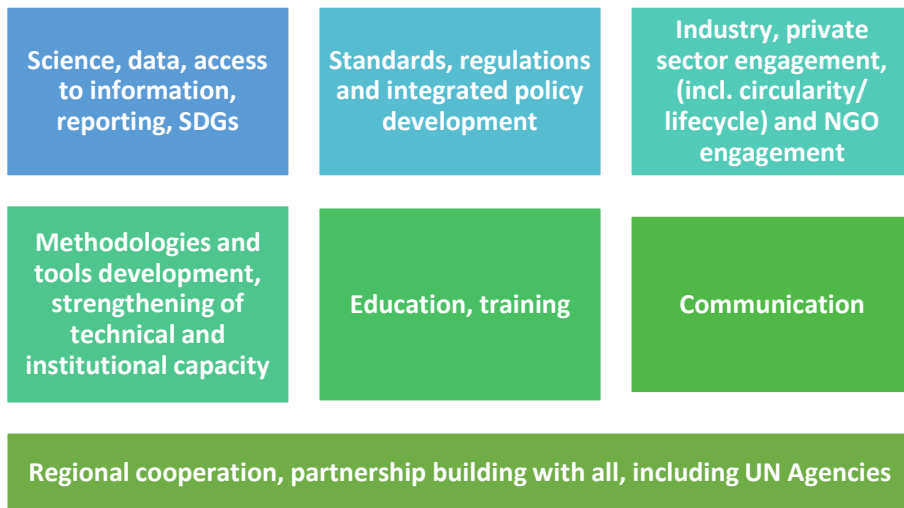 Science, data, access
to information,
reporting, SDGs
Standards, regulations
and integrated policy
development
Industry, private
sector engagement,
(incl. circularity/
lifecycle) and NGO
engagement
Methodologies and
tools development,
strengthening of
technical and
institutional capacity
Education, training
Communication
Regional cooperation, partnership building with all, including UN Agencies